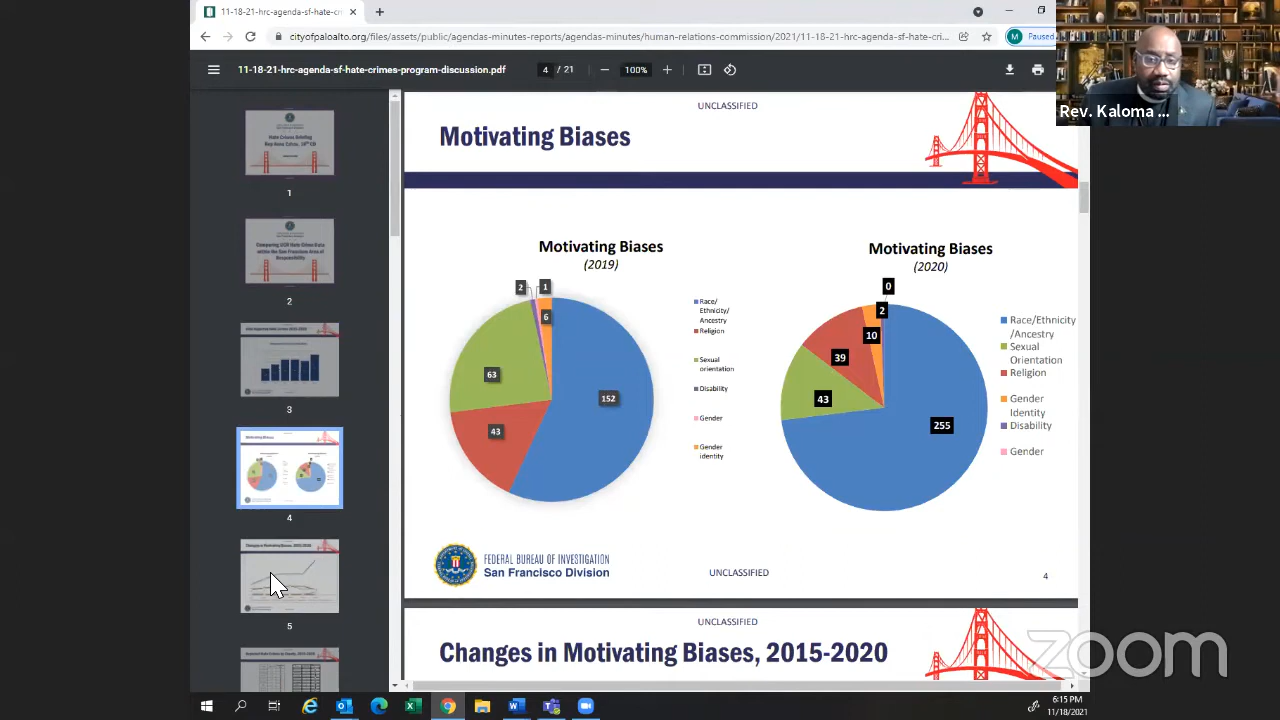 11-18-21-hrc-agenda-sf-hate-cri
cityofpaloalto.org/files/assets/public/agendas-minutes-reports/agendas-minutes/human-relations-commission/2021/11-18-21-hrc-agenda-sf-hate-cri...
M Paused
11-18-21-hrc-agenda-sf-hate-crimes-program-discussion.pdf
4 / 21
100%
Rev. Kaloma ...
1
2
3
4
5
UNCLASSIFIED
Motivating Biases
Motivating Biases
(2019)
2
1
6
63
152
43
Race/
Ethnicity/
Ancestry
Religion
Sexual
orientation
Disability
Gender
Gender
identity
Motivating Biases
(2020)
0
2
10
39
43
255
Race/Ethnicity
/Ancestry
Sexual
Orientation
Religion
Gender
Identity
Disability
Gender
FEDERAL BUREAU OF INVESTIGATION
San Francisco Division
UNCLASSIFIED
4
UNCLASSIFIED
Changes in Motivating Biases, 2015-2020
zoom
6:15 PM
11/18/2021